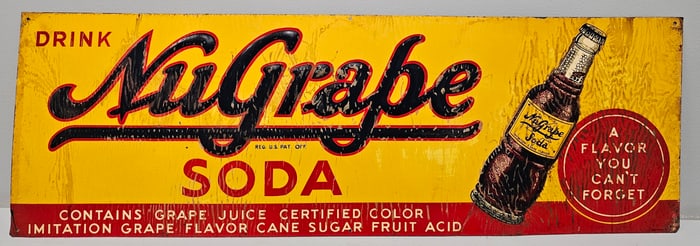 DRINK
NuGrape
REG. U.S. PAT. OFF.
SODA
CONTAINS GRAPE JUICE CERTIFIED COLOR
IMITATION GRAPE FLAVOR CANE SUGAR FRUIT ACID
NuGrape
Soda
A
FLAVOR
YOU
CAN'T
FORGET